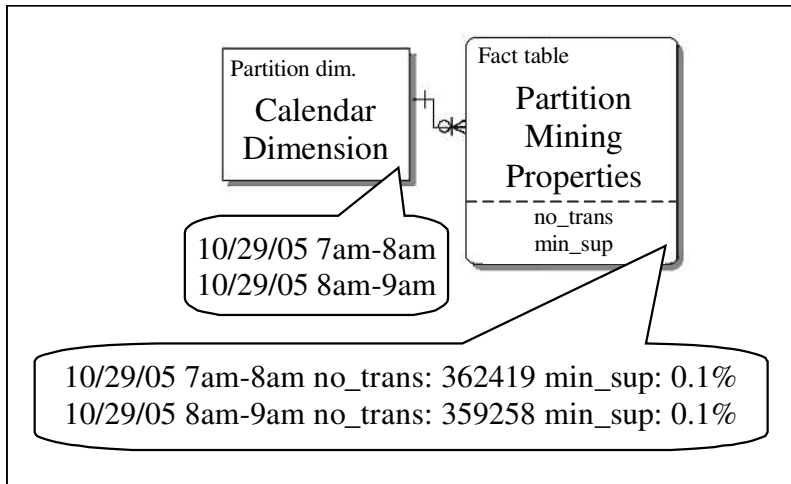 Partition dim.
Calendar
Dimension
Fact table
Partition
Mining
Properties
no_trans
min_sup
10/29/05 7am-8am
10/29/05 8am-9am
10/29/05 7am-8am no_trans: 362419 min_sup: 0.1%
10/29/05 8am-9am no_trans: 359258 min_sup: 0.1%